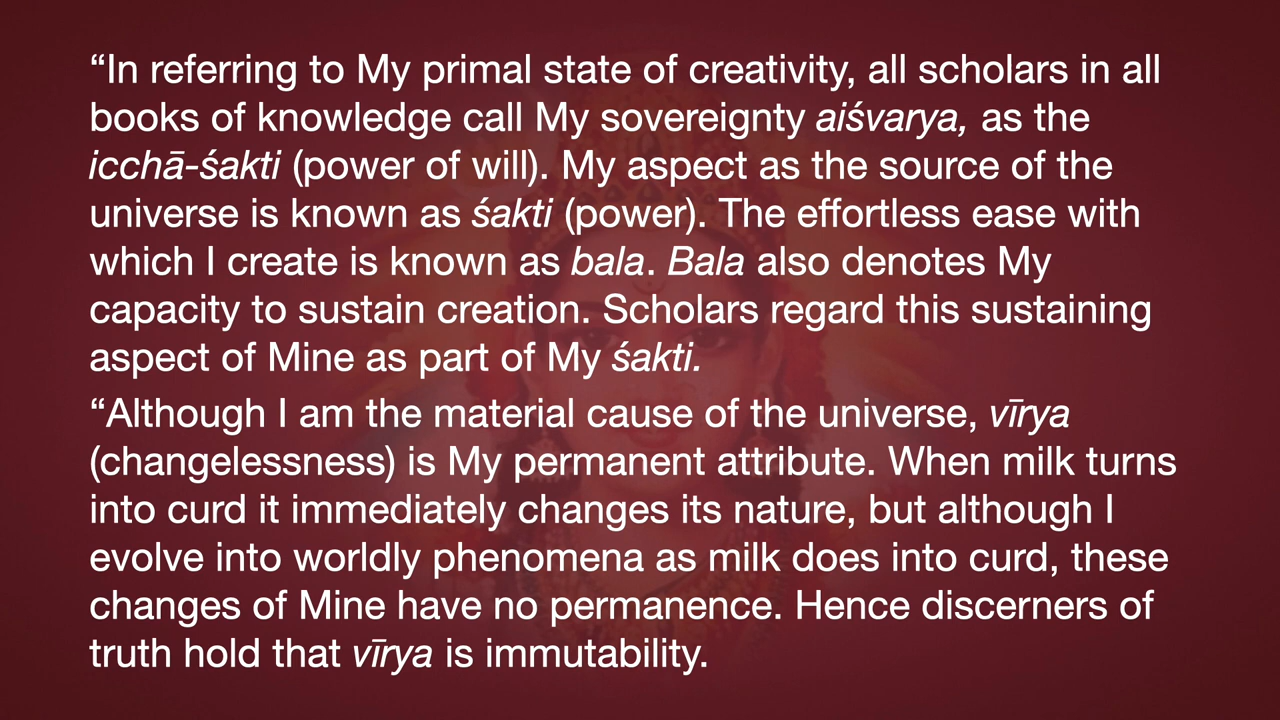 “In referring to My primal state of creativity, all scholars in all
books of knowledge call My sovereignty aiśvarya, as the
icchā-śakti (power of will). My aspect as the source of the
universe is known as śakti (power). The effortless ease with
which I create is known as bala. Bala also denotes My
capacity to sustain creation. Scholars regard this sustaining
aspect of Mine as part of My śakti.
“Although I am the material cause of the universe, vīrya
(changelessness) is My permanent attribute. When milk turns
into curd it immediately changes its nature, but although I
evolve into worldly phenomena as milk does into curd, these
changes of Mine have no permanence. Hence discerners of
truth hold that vīrya is immutability.